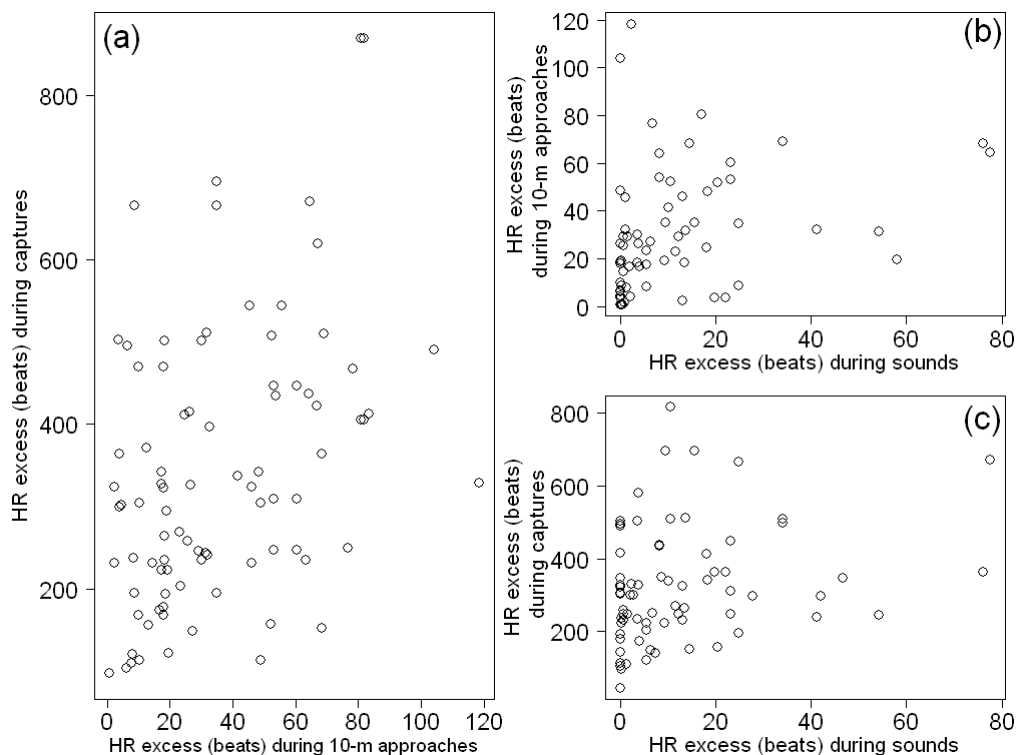 (a)
800
600
400
200
HR excess (beats) during captures
0 20 40 60 80 100 120
HR excess (beats) during 10-m approaches
(b)
120
100
80
60
40
20
0
HR excess (beats)
during 10-m approaches
0 20 40 60 80
HR excess (beats) during sounds
(c)
800
600
400
200
HR excess (beats)
during captures
0 20 40 60 80
HR excess (beats) during sounds